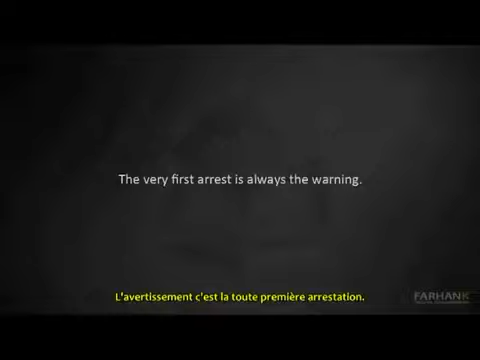 The very first arrest is always the warning.
L'avertissement c'est la toute première arrestation.
FARHANK